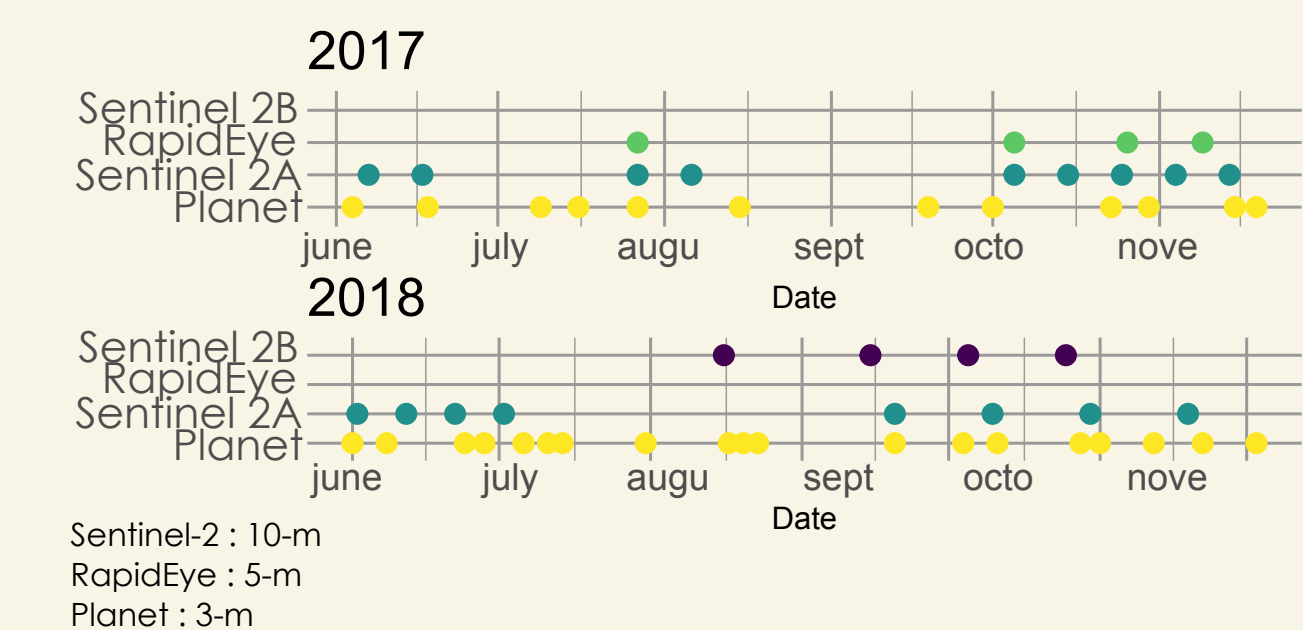 2017
Sentinel 2B
RapidEye
Sentinel 2A
Planet
june july augu sept octo nove
Date
2018
Sentinel 2B
RapidEye
Sentinel 2A
Planet
june july augu sept octo nove
Date
Sentinel-2 : 10-m
RapidEye : 5-m
Planet : 3-m